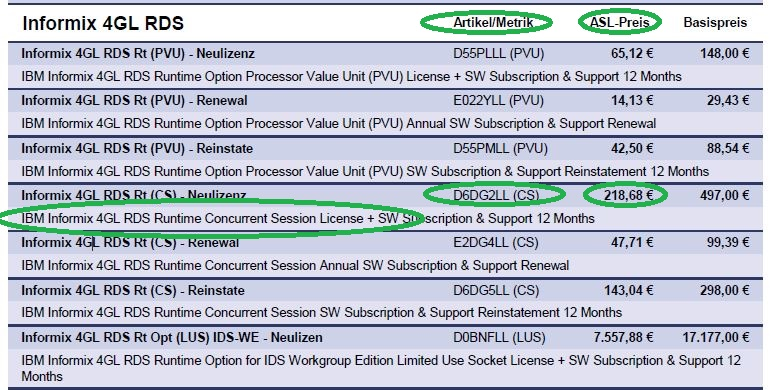 Informix 4GL RDS Artikel/Metrik ASL-Preis Basispreis
Informix 4GL RDS Rt (PVU) - Neulizenz D55PLLL (PVU) 65,12 € 148,00 €
IBM Informix 4GL RDS Runtime Option Processor Value Unit (PVU) License + SW Subscription & Support 12 Months
Informix 4GL RDS Rt (PVU) - Renewal E022YLL (PVU) 14,13 € 29,43 €
IBM Informix 4GL RDS Runtime Option Processor Value Unit (PVU) Annual SW Subscription & Support Renewal
Informix 4GL RDS Rt (PVU) - Reinstate D55PMLL (PVU) 42,50 € 88,54 €
IBM Informix 4GL RDS Runtime Option Processor Value Unit (PVU) SW Subscription & Support Reinstatement 12 Months
Informix 4GL RDS Rt (CS) - Neulizenz D6DG2LL (CS) 218,68 € 497,00 €
IBM Informix 4GL RDS Runtime Concurrent Session License + SW Subscription & Support 12 Months
Informix 4GL RDS Rt (CS) - Renewal E2DG4LL (CS) 47,71 € 99,39 €
IBM Informix 4GL RDS Runtime Concurrent Session Annual SW Subscription & Support Renewal
Informix 4GL RDS Rt (CS) - Reinstate D6DG5LL (CS) 143,04 € 298,00 €
IBM Informix 4GL RDS Runtime Concurrent Session SW Subscription & Support Reinstatement 12 Months
Informix 4GL RDS Rt Opt (LUS) IDS-WE - Neulizen D0BNFLL (LUS) 7.557,88 € 17.177,00 €
IBM Informix 4GL RDS Runtime Option for IDS Workgroup Edition Limited Use Socket License + SW Subscription & Support 12
Months